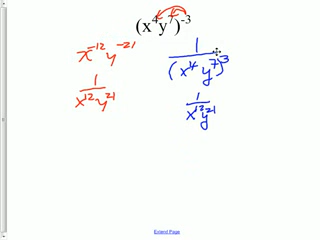 (x⁴y⁷)⁻³
x⁻¹²y⁻²¹
1
x¹²y²¹
1
(x⁴y⁷)³
1
x¹²y²¹
Extend Page